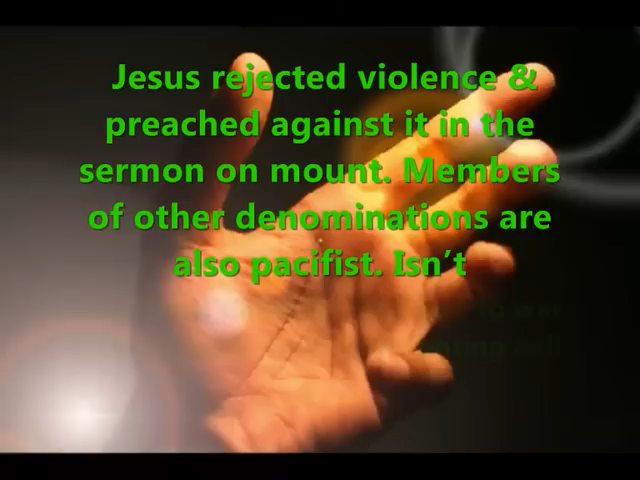 Jesus rejected violence &
preached against it in the
sermon on mount. Members
of other denominations are
also pacifist. Isn’t